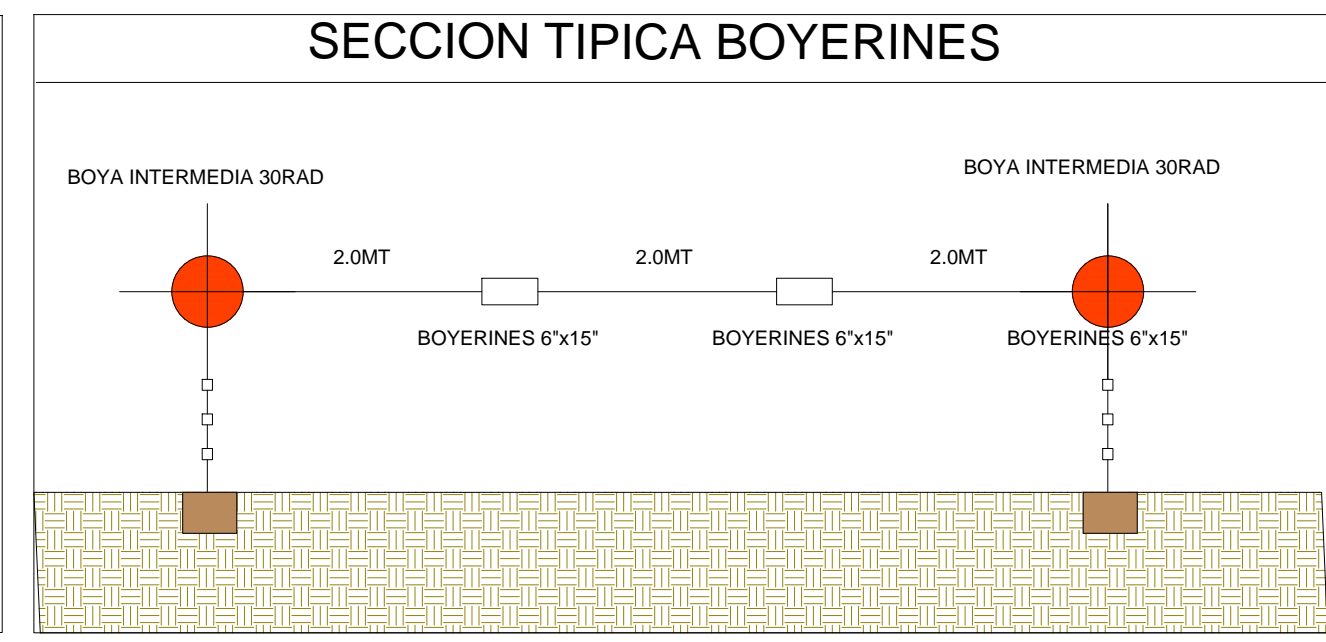 SECCION TIPICA BOYERINES
BOYA INTERMEDIA 30RAD
BOYA INTERMEDIA 30RAD
2.0MT
2.0MT
2.0MT
BOYERINES 6"x15"
BOYERINES 6"x15"
BOYERINES 6"x15"